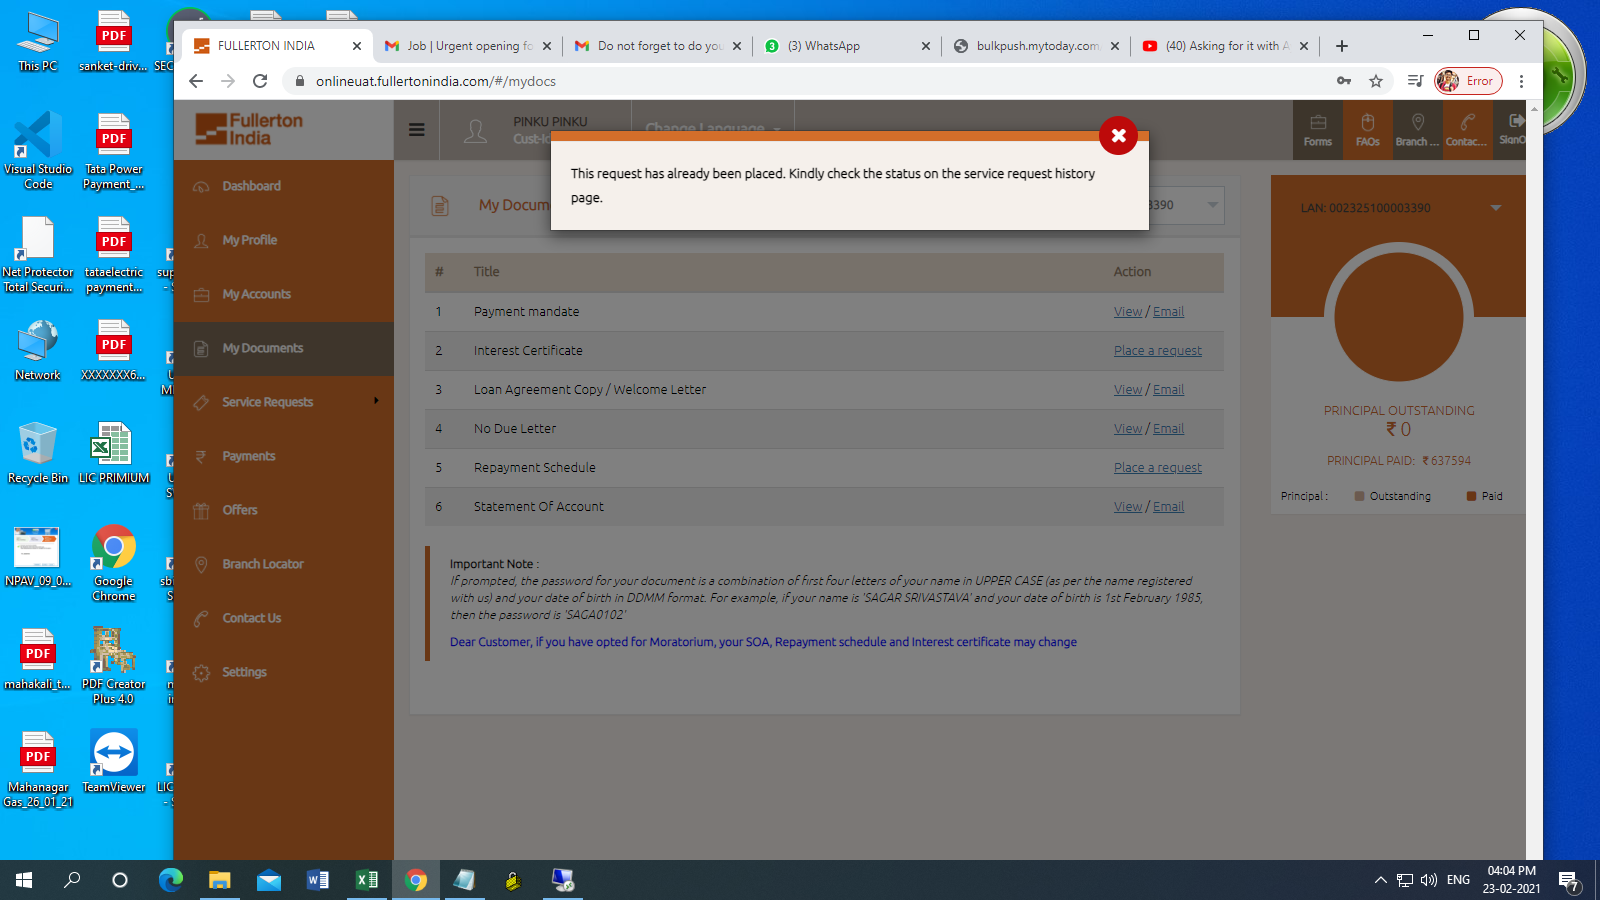 This PC
sanket-driv...
SEC
Visual Studio
Code
Tata Power
Payment_...
Net Protector
Total Securi...
tataelectric
payment...
sup
- S
Network
XXXXXXX6...
U
MI
Recycle Bin
LIC PRIMIUM
U
S
NPAV_09_0...
Google
Chrome
sbi
S
mahakali_t...
PDF Creator
Plus 4.0
n
in
Mahanagar
Gas_26_01_21
TeamViewer
LIC
- S
PDF
PDF
PDF
PDF
PDF
PDF
FULLERTON INDIA
Job | Urgent opening fo
Do not forget to do you
(3) WhatsApp
bulkpush.mytoday.com
(40) Asking for it with A
onlineuat.fullertonindia.com/#/mydocs
Error
Fullerton
India
PINKU PINKU
Cust-Id
Change Language
Forms
FAQs
Branch ...
Contac...
SignO
This request has already been placed. Kindly check the status on the service request history
page.
Dashboard
My Profile
My Accounts
My Documents
Service Requests
Payments
Offers
Branch Locator
Contact Us
Settings
My Docum
3390
# Title Action
1 Payment mandate View / Email
2 Interest Certificate Place a request
3 Loan Agreement Copy / Welcome Letter View / Email
4 No Due Letter View / Email
5 Repayment Schedule Place a request
6 Statement Of Account View / Email
Important Note :
If prompted, the password for your document is a combination of first four letters of your name in UPPER CASE (as per the name registered
with us) and your date of birth in DDMM format. For example, if your name is 'SAGAR SRIVASTAVA' and your date of birth is 1st February 1985,
then the password is 'SAGA0102'
Dear Customer, if you have opted for Moratorium, your SOA, Repayment schedule and Interest certificate may change
LAN: 002325100003390
PRINCIPAL OUTSTANDING
₹ 0
PRINCIPAL PAID: ₹ 637594
Principal : Outstanding Paid
ENG
04:04 PM
23-02-2021
7